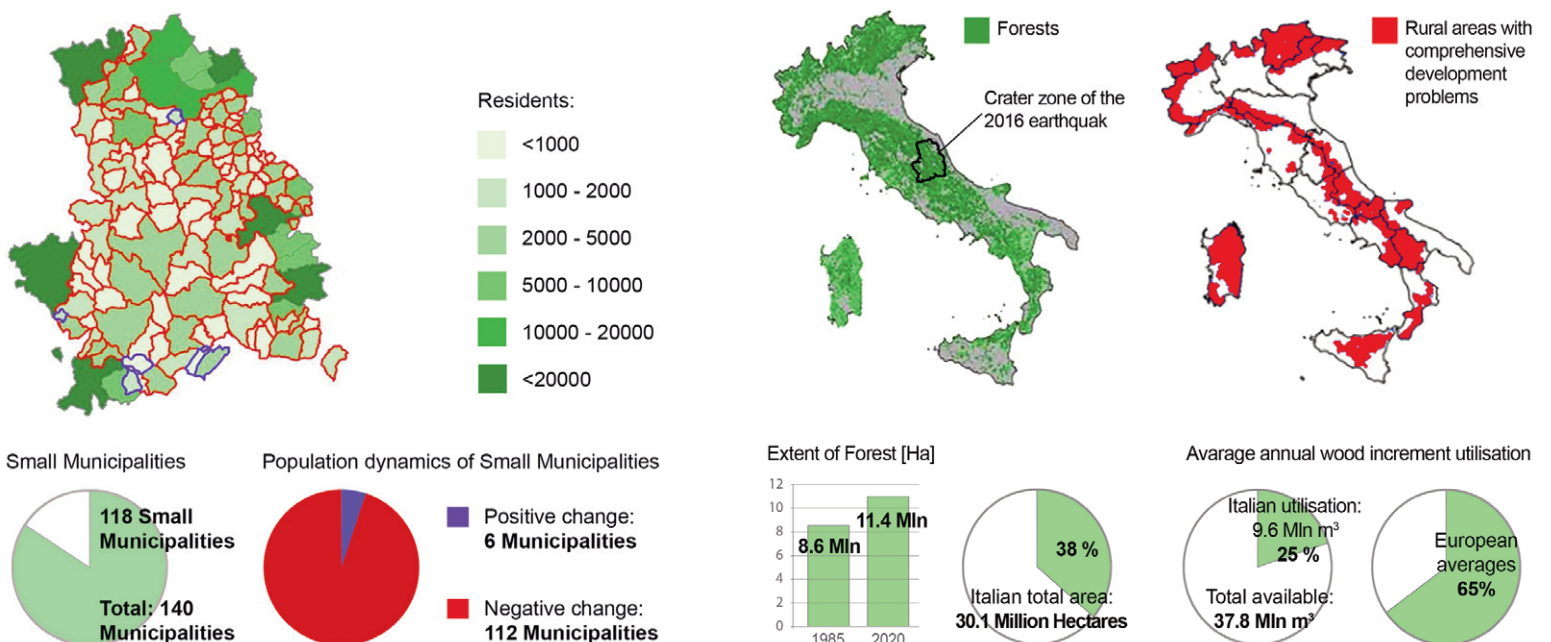 Residents:
<1000
1000 - 2000
2000 - 5000
5000 - 10000
10000 - 20000
<20000
Forests
Crater zone of the
2016 earthquak
Rural areas with
comprehensive
development
problems
Small Municipalities
118 Small
Municipalities
Total: 140
Municipalities
Population dynamics of Small Municipalities
Positive change:
6 Municipalities
Negative change:
112 Municipalities
Extent of Forest [Ha]
12
10
8
6
4
2
0
8.6 Mln
11.4 Mln
1985
2020
38 %
Italian total area:
30.1 Million Hectares
Avarage annual wood increment utilisation
Italian utilisation:
9.6 Mln m³
25 %
Total available:
37.8 Mln m³
European
averages
65%